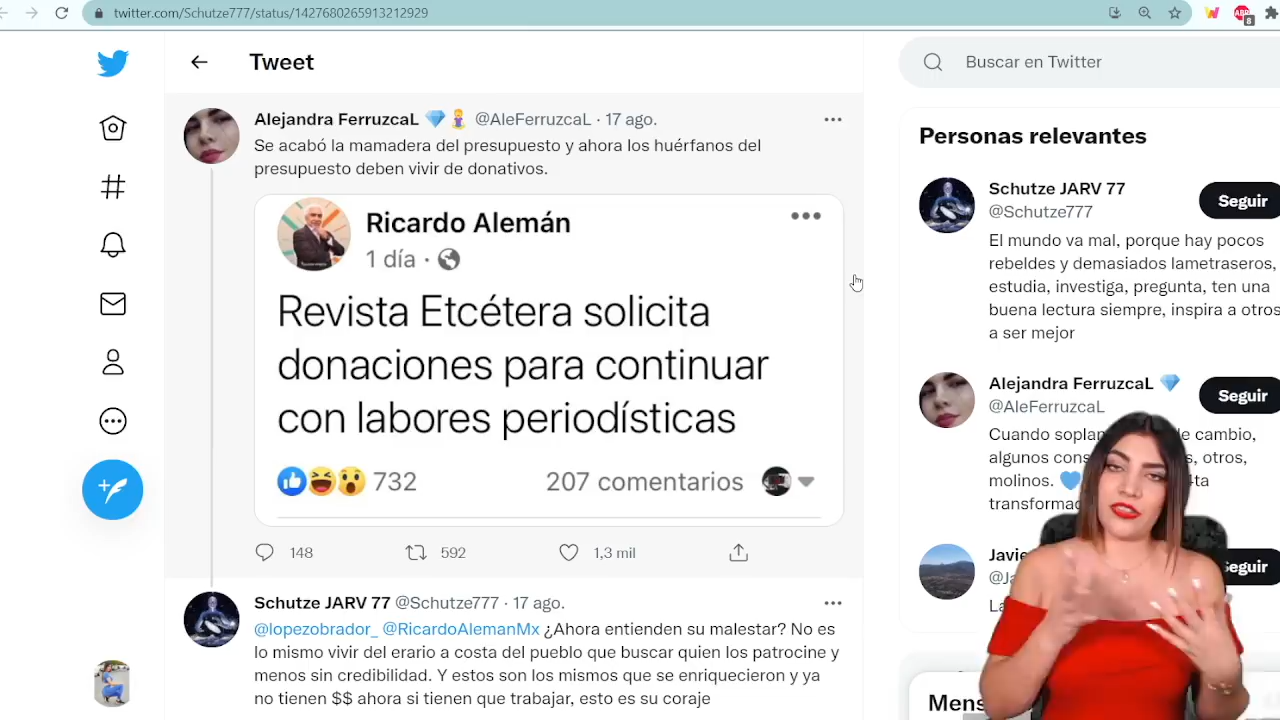 twitter.com/Schutze777/status/1427680265913212929
Tweet
Alejandra FerruzcaL 💎 @AleFerruzcaL · 17 ago.
Se acabó la mamadera del presupuesto y ahora los huérfanos del
presupuesto deben vivir de donativos.
Ricardo Alemán
1 día ·
Revista Etcétera solicita
donaciones para continuar
con labores periodísticas
732
207 comentarios
148
592
1,3 mil
Schutze JARV 77 @Schutze777 · 17 ago.
@lopezobrador_ @RicardoAlemanMx ¿Ahora entienden su malestar? No es
lo mismo vivir del erario a costa del pueblo que buscar quien los patrocine y
menos sin credibilidad. Y estos son los mismos que se enriquecieron y ya
no tienen $$ ahora si tienen que trabajar, esto es su coraje
Buscar en Twitter
Personas relevantes
Schutze JARV 77
@Schutze777
Seguir
El mundo va mal, porque hay pocos
rebeldes y demasiados lametraseros,
estudia, investiga, pregunta, ten una
buena lectura siempre, inspira a otros
a ser mejor
Alejandra FerruzcaL 💎
@AleFerruzcaL
Seguir
Cuando soplan cambio,
algunos otros,
molinos. 💙
Seguir